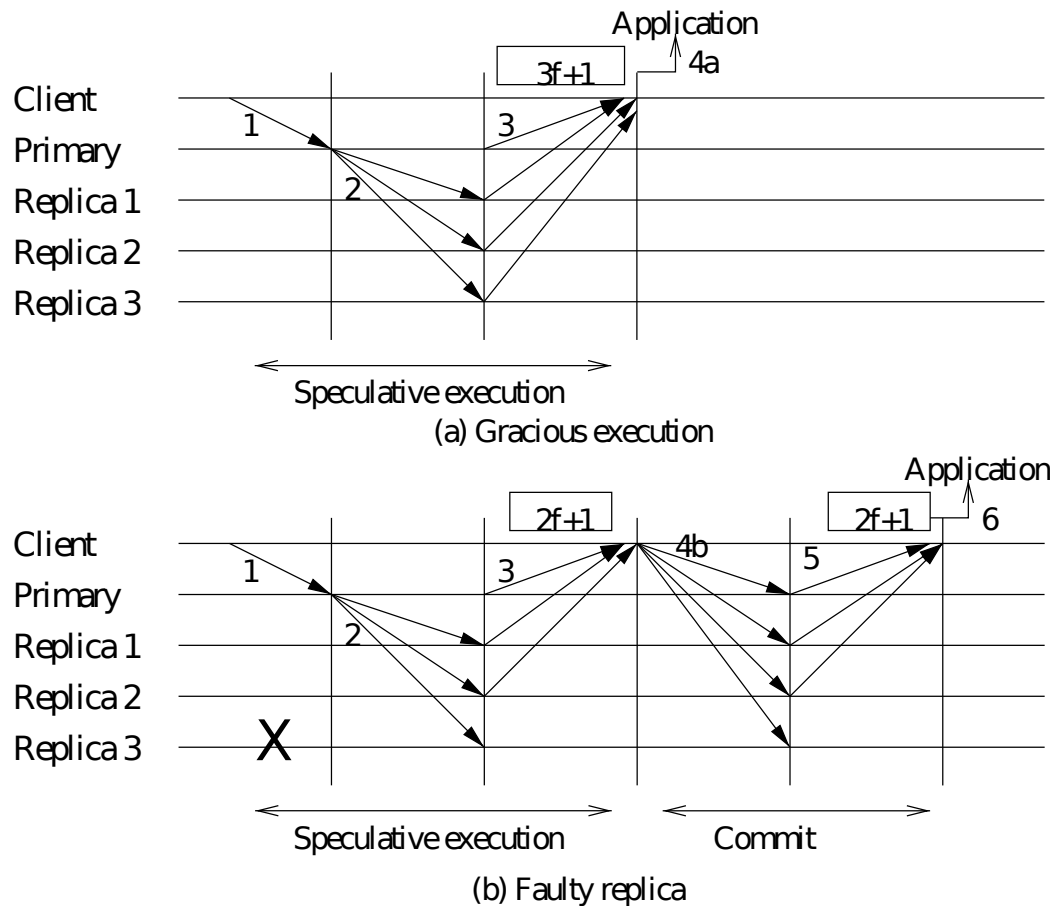 Application
3f+1
4a
Client
1
3
Primary
2
Replica 1
Replica 2
Replica 3
Speculative execution
(a) Gracious execution
Application
2f+1
2f+1
6
Client
1
3
4b
5
Primary
2
Replica 1
Replica 2
Replica 3
X
Speculative execution
Commit
(b) Faulty replica